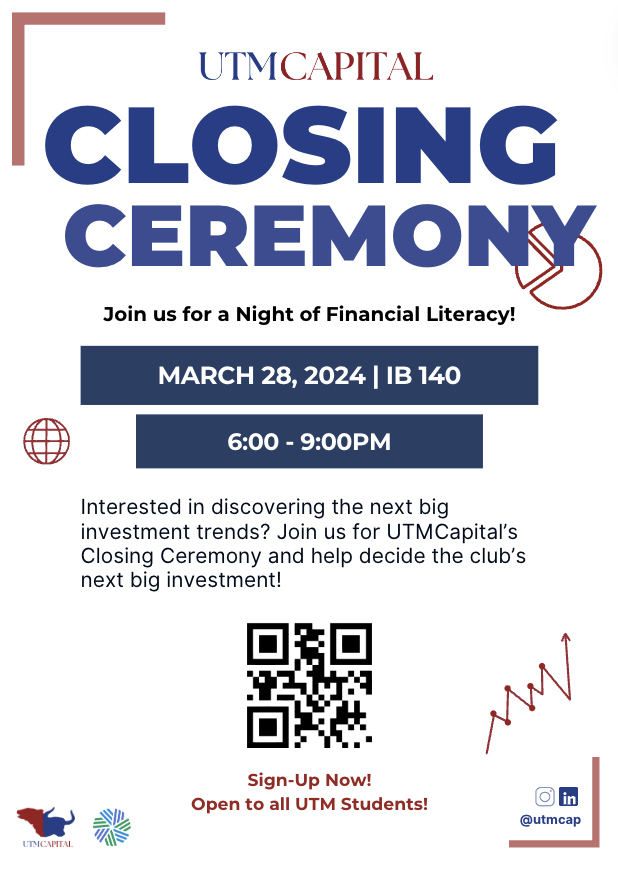 UTMCAPITAL
CLOSING
CEREMONY
Join us for a Night of Financial Literacy!
MARCH 28, 2024 | IB 140
6:00 - 9:00PM
Interested in discovering the next big
investment trends? Join us for UTMCapital’s
Closing Ceremony and help decide the club’s
next big investment!
Sign-Up Now!
Open to all UTM Students!
in
@utmcap
UTMCAPITAL